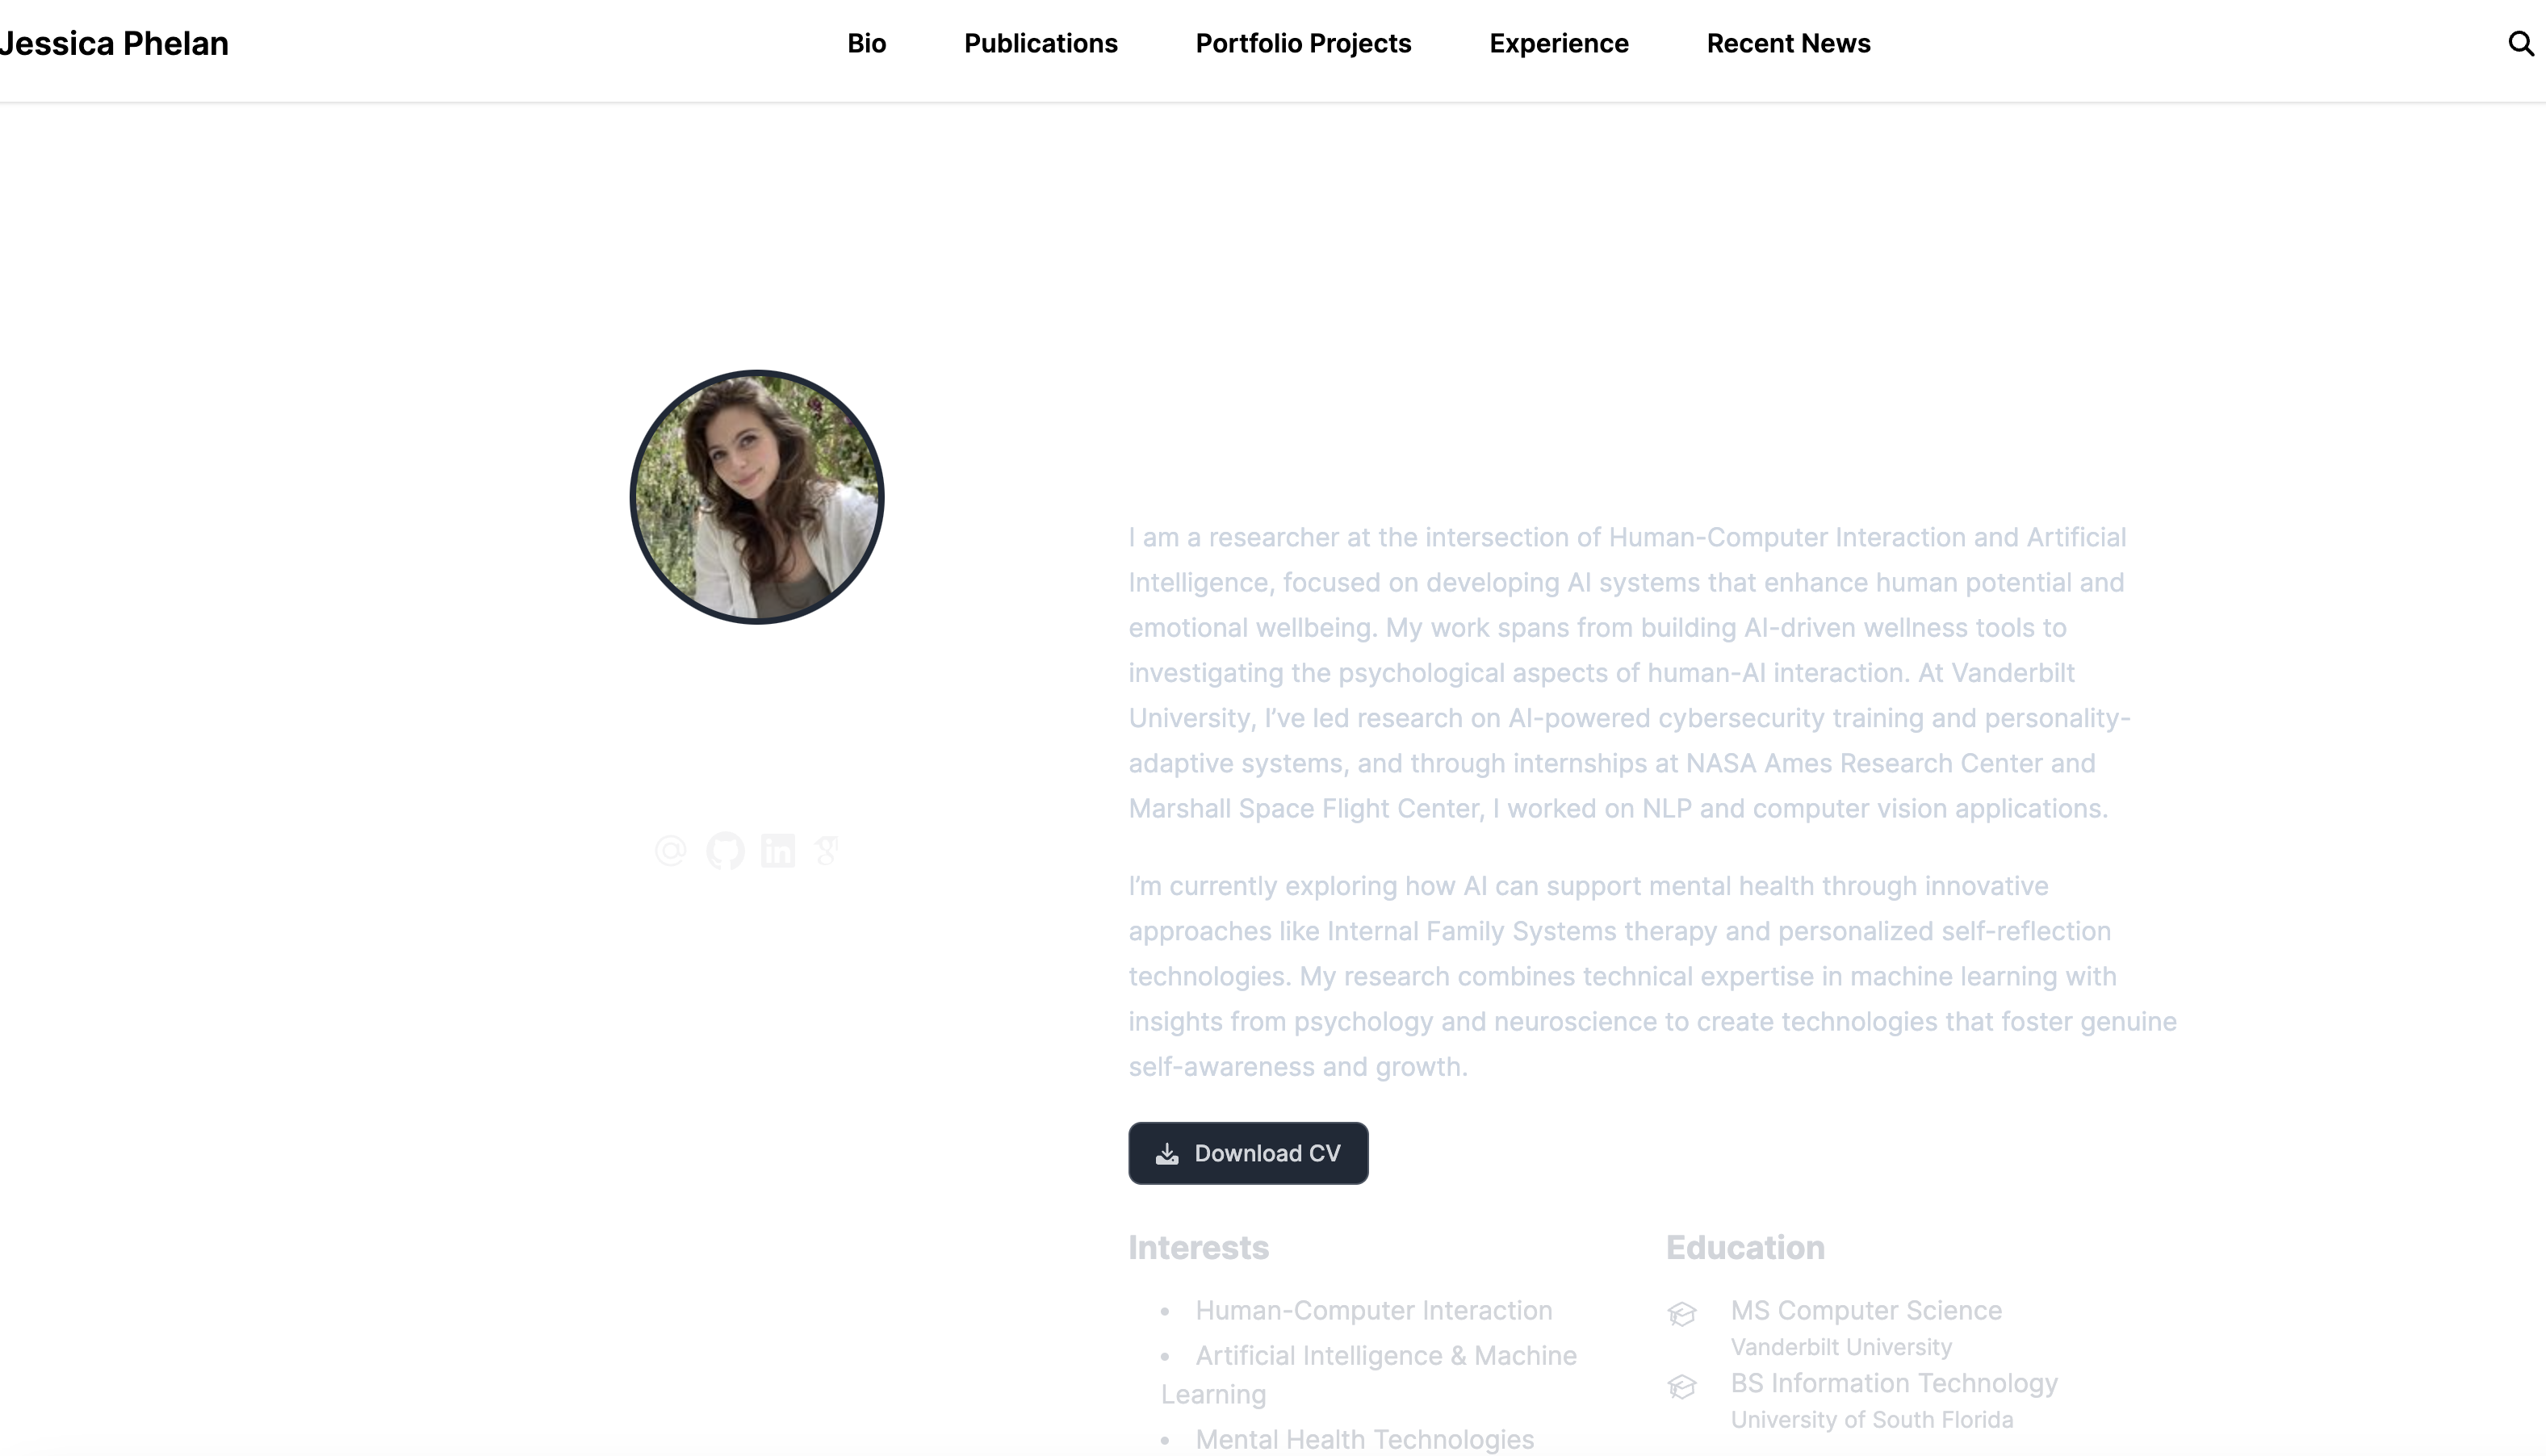 Jessica Phelan
Bio
Publications
Portfolio Projects
Experience
Recent News
I am a researcher at the intersection of Human-Computer Interaction and Artificial
Intelligence, focused on developing AI systems that enhance human potential and
emotional wellbeing. My work spans from building AI-driven wellness tools to
investigating the psychological aspects of human-AI interaction. At Vanderbilt
University, I’ve led research on AI-powered cybersecurity training and personality-
adaptive systems, and through internships at NASA Ames Research Center and
Marshall Space Flight Center, I worked on NLP and computer vision applications.
I’m currently exploring how AI can support mental health through innovative
approaches like Internal Family Systems therapy and personalized self-reflection
technologies. My research combines technical expertise in machine learning with
insights from psychology and neuroscience to create technologies that foster genuine
self-awareness and growth.
Download CV
Interests
• Human-Computer Interaction
• Artificial Intelligence & Machine
Learning
• Mental Health Technologies
Education
MS Computer Science
Vanderbilt University
BS Information Technology
University of South Florida